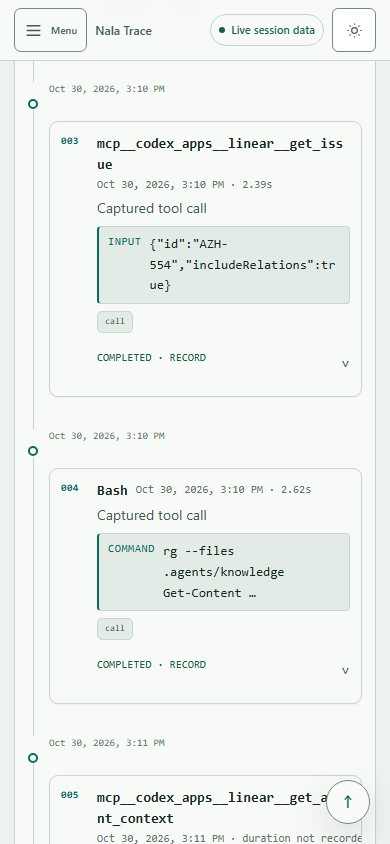 Menu
Nala Trace
Live session data
Oct 30, 2026, 3:10 PM
003
mcp__codex_apps__linear__get_iss
ue
Oct 30, 2026, 3:10 PM · 2.39s
Captured tool call
INPUT {"id":"AZH-
554","includeRelations":tr
ue}
call
COMPLETED · RECORD
v
Oct 30, 2026, 3:10 PM
004
Bash Oct 30, 2026, 3:10 PM · 2.62s
Captured tool call
COMMAND rg --files
.agents/knowledge
Get-Content …
call
COMPLETED · RECORD
v
Oct 30, 2026, 3:11 PM
005
mcp__codex_apps__linear__get_a
nt_context
Oct 30, 2026, 3:11 PM · duration not recorde
↑